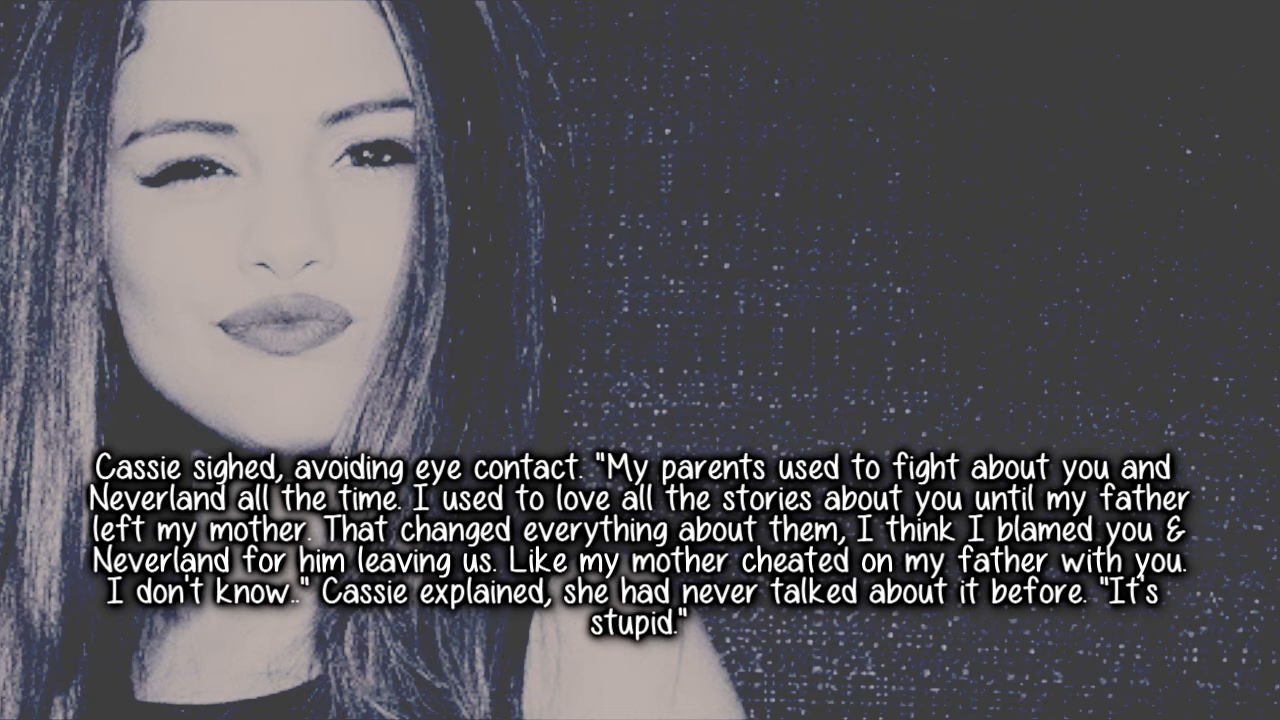 Cassie sighed, avoiding eye contact. "My parents used to fight about you and
Neverland all the time. I used to love all the stories about you until my father
left my mother. That changed everything about them, I think I blamed you &
Neverland for him leaving us. Like my mother cheated on my father with you.
I don't know.." Cassie explained, she had never talked about it before. "It's
stupid."